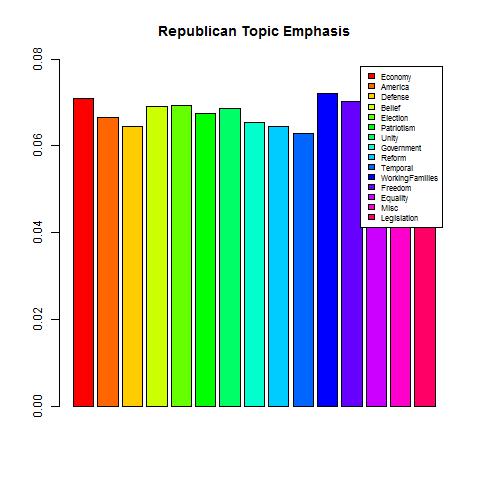 Republican Topic Emphasis
0.08
0.06
0.04
0.02
0.00
Economy
America
Defense
Belief
Election
Patriotism
Unity
Government
Reform
Temporal
WorkingFamilies
Freedom
Equality
Misc
Legislation